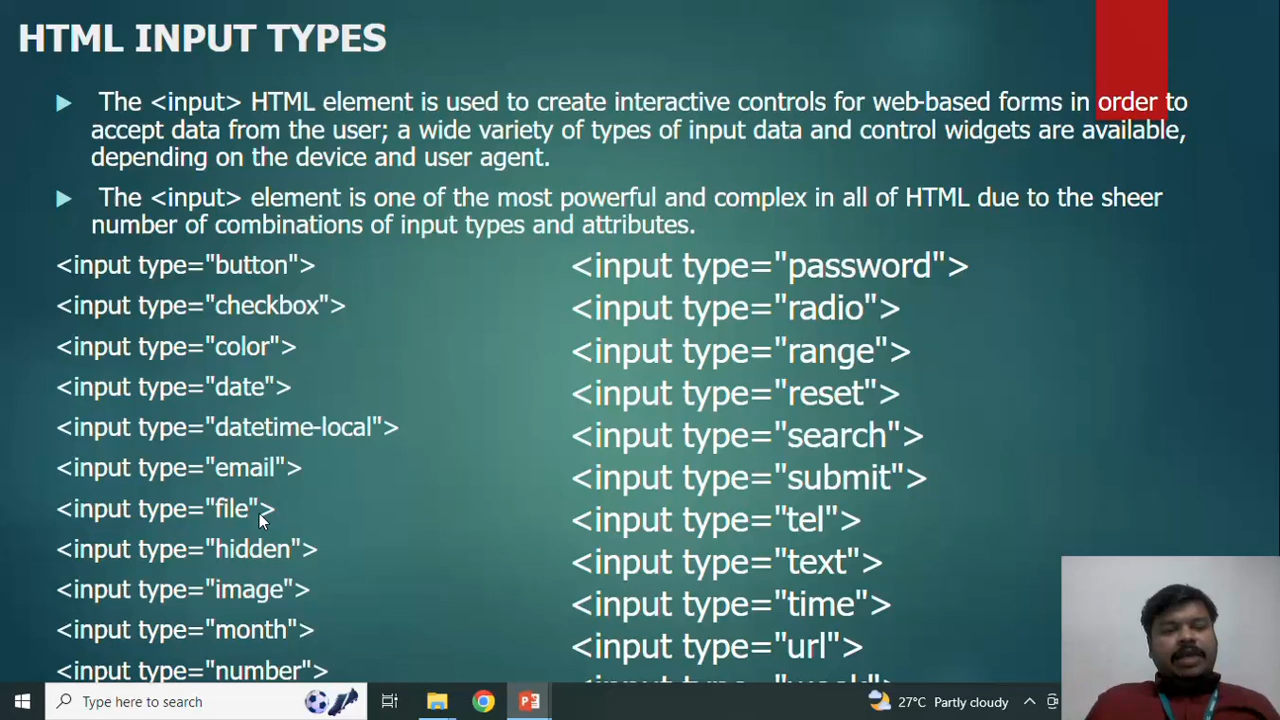 HTML INPUT TYPES
The <input> HTML element is used to create interactive controls for web-based forms in order to
accept data from the user; a wide variety of types of input data and control widgets are available,
depending on the device and user agent.
The <input> element is one of the most powerful and complex in all of HTML due to the sheer
number of combinations of input types and attributes.
<input type="button">
<input type="checkbox">
<input type="color">
<input type="date">
<input type="datetime-local">
<input type="email">
<input type="file">
<input type="hidden">
<input type="image">
<input type="month">
<input type="number">
<input type="password">
<input type="radio">
<input type="range">
<input type="reset">
<input type="search">
<input type="submit">
<input type="tel">
<input type="text">
<input type="time">
<input type="url">
Type here to search
27°C Partly cloudy